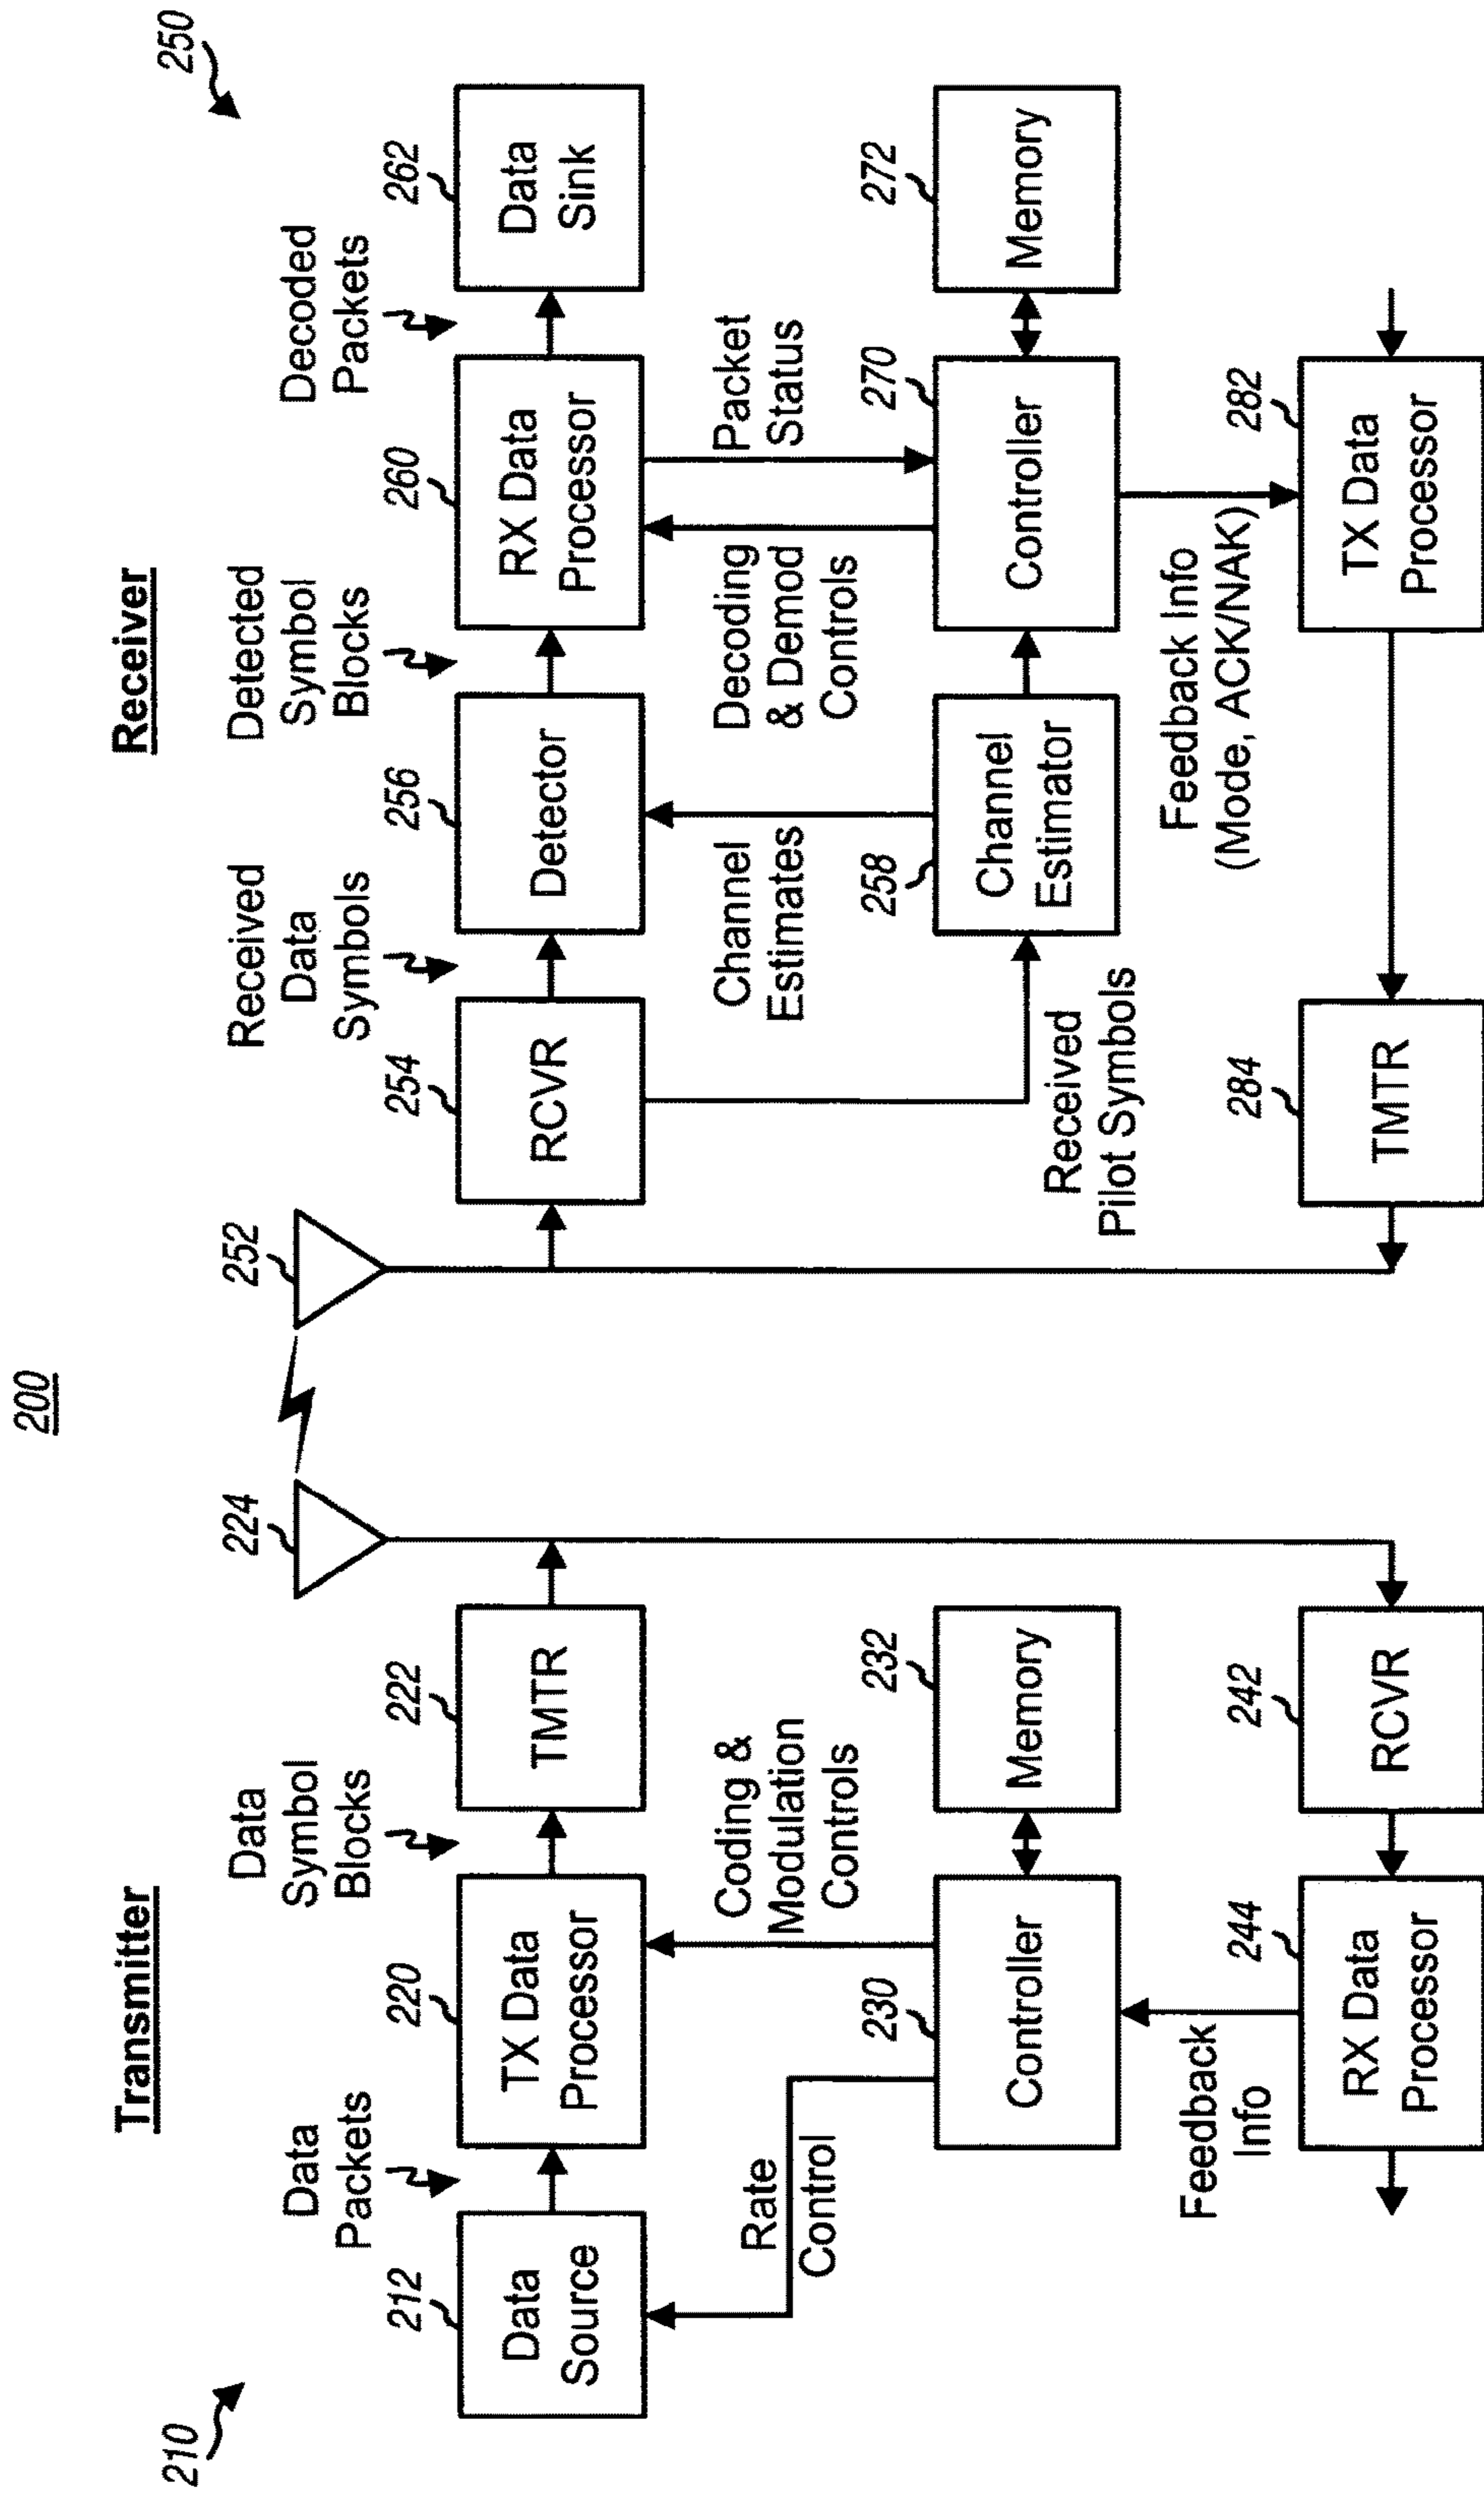 200
Transmitter
Receiver
210
250
224
252
Data
Packets
Data
Symbol
Blocks
Received
Data
Symbols
Detected
Symbol
Blocks
Decoded
Packets
212
Data
Source
220
TX Data
Processor
222
TMTR
254
RCVR
256
Detector
260
RX Data
Processor
262
Data
Sink
Rate
Control
Coding &
Modulation
Controls
Channel
Estimates
Decoding
& Demod
Controls
Packet
Status
230
Controller
232
Memory
Received
Pilot Symbols
258
Channel
Estimator
270
Controller
272
Memory
Feedback
Info
Feedback Info
(Mode, ACK/NAK)
244
RX Data
Processor
242
RCVR
284
TMTR
282
TX Data
Processor